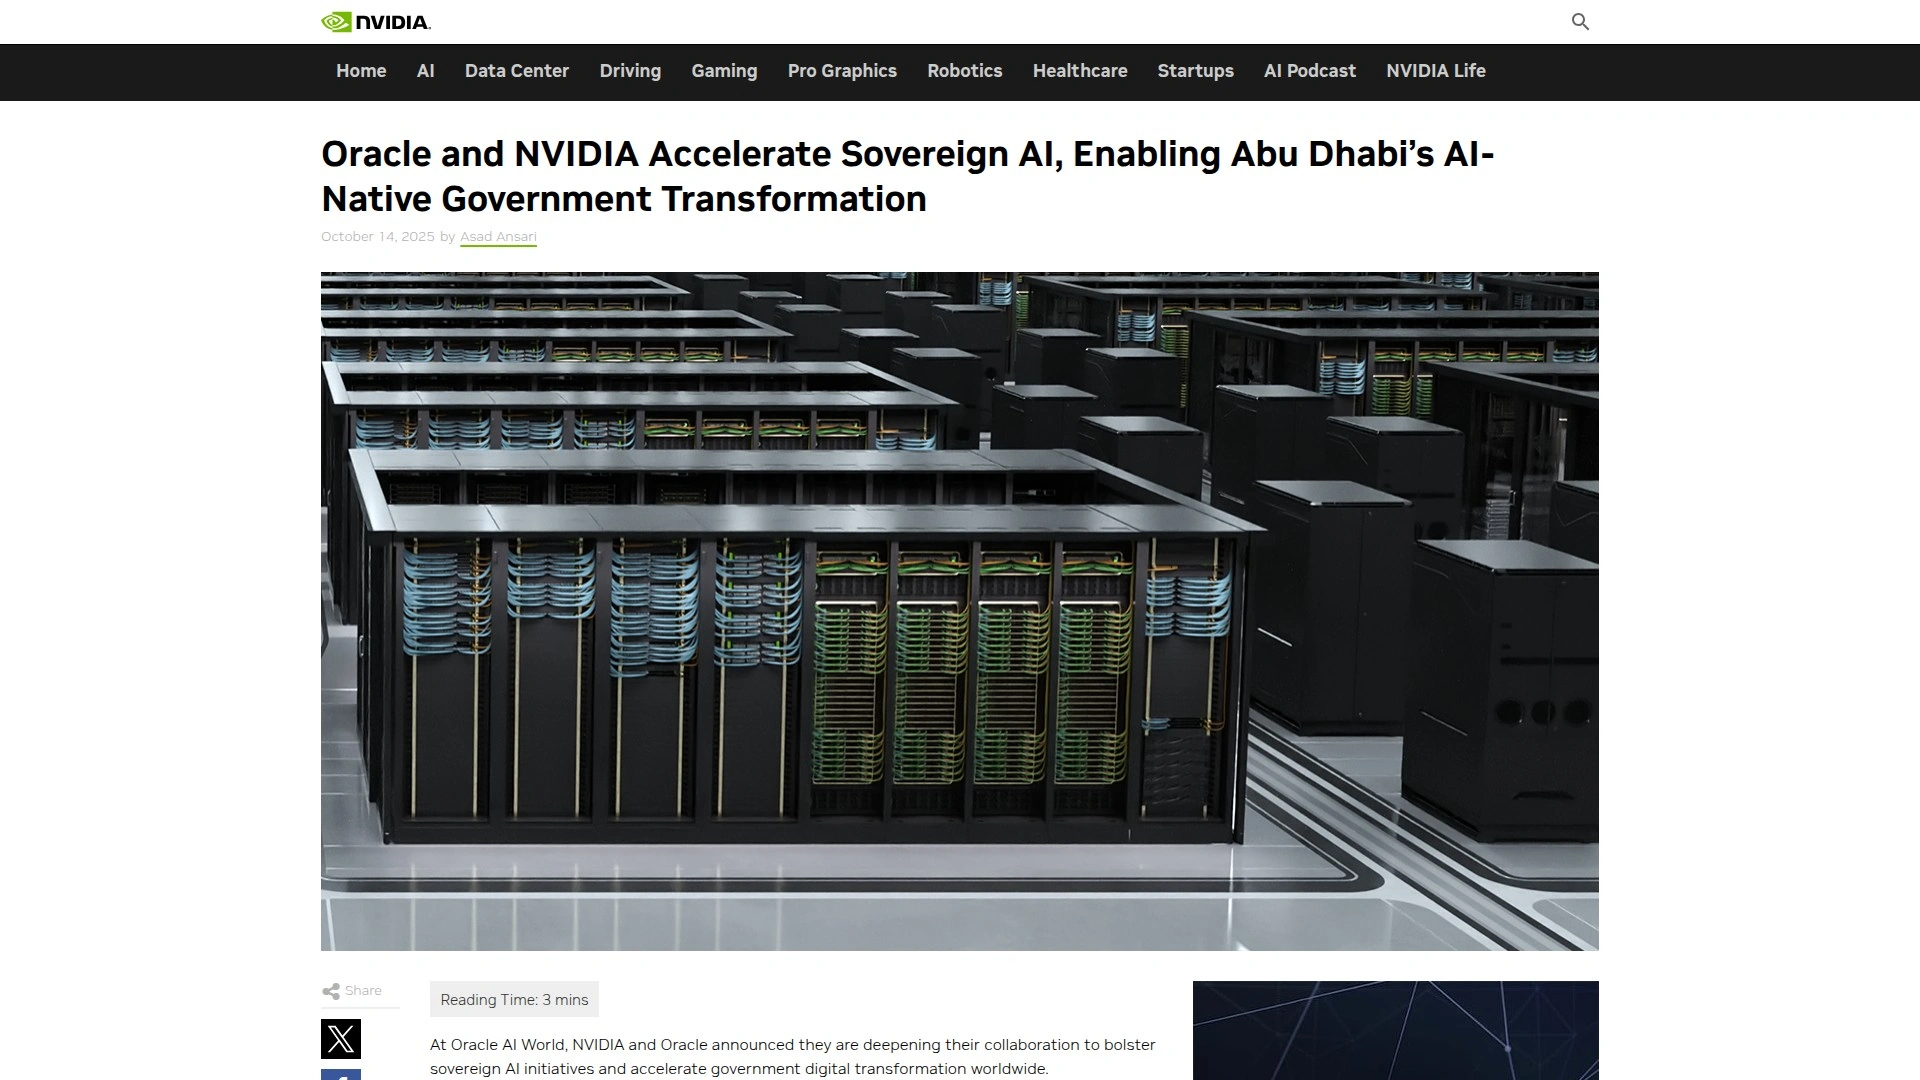 NVIDIA.
Home AI Data Center Driving Gaming Pro Graphics Robotics Healthcare Startups AI Podcast NVIDIA Life
Oracle and NVIDIA Accelerate Sovereign AI, Enabling Abu Dhabi’s AI-
Native Government Transformation
October 14, 2025 by Asad Ansari
Share
Reading Time: 3 mins
At Oracle AI World, NVIDIA and Oracle announced they are deepening their collaboration to bolster
sovereign AI initiatives and accelerate government digital transformation worldwide.